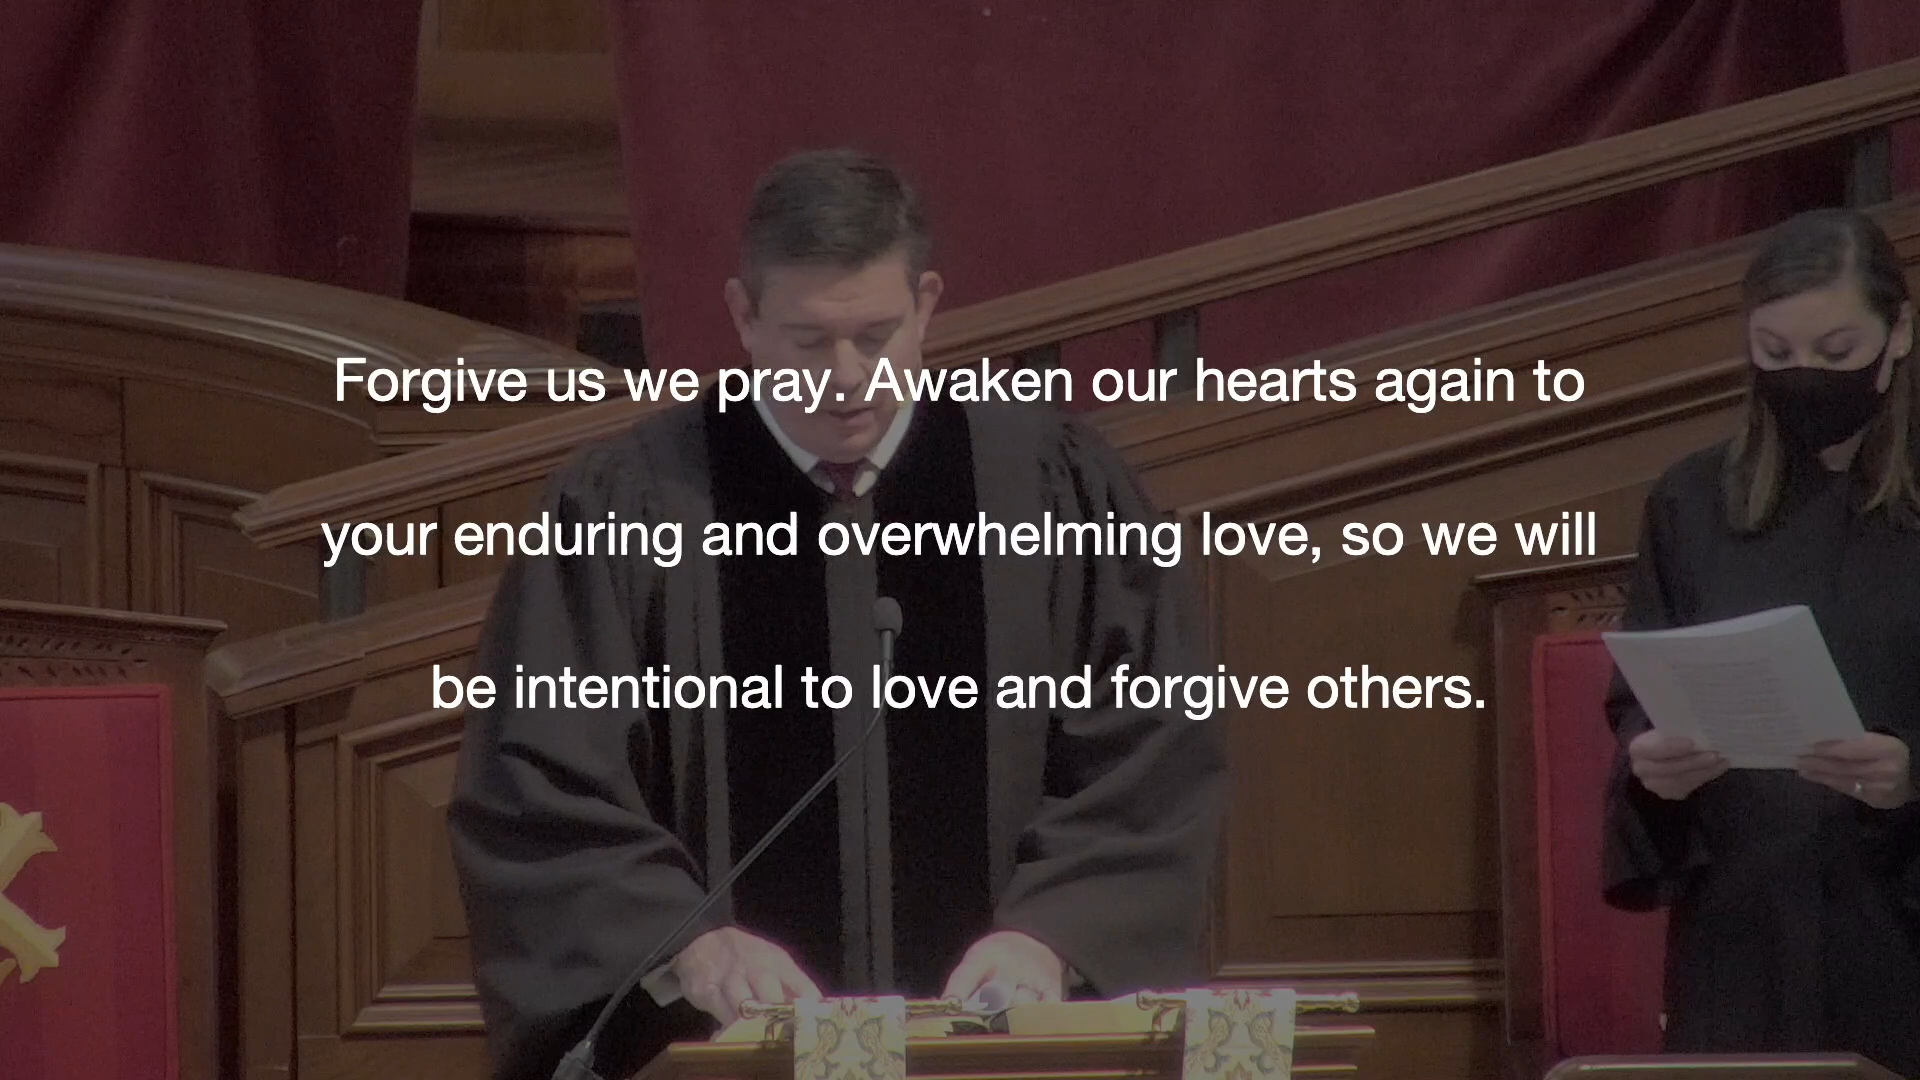 Forgive us we pray. Awaken our hearts again to
your enduring and overwhelming love, so we will
be intentional to love and forgive others.